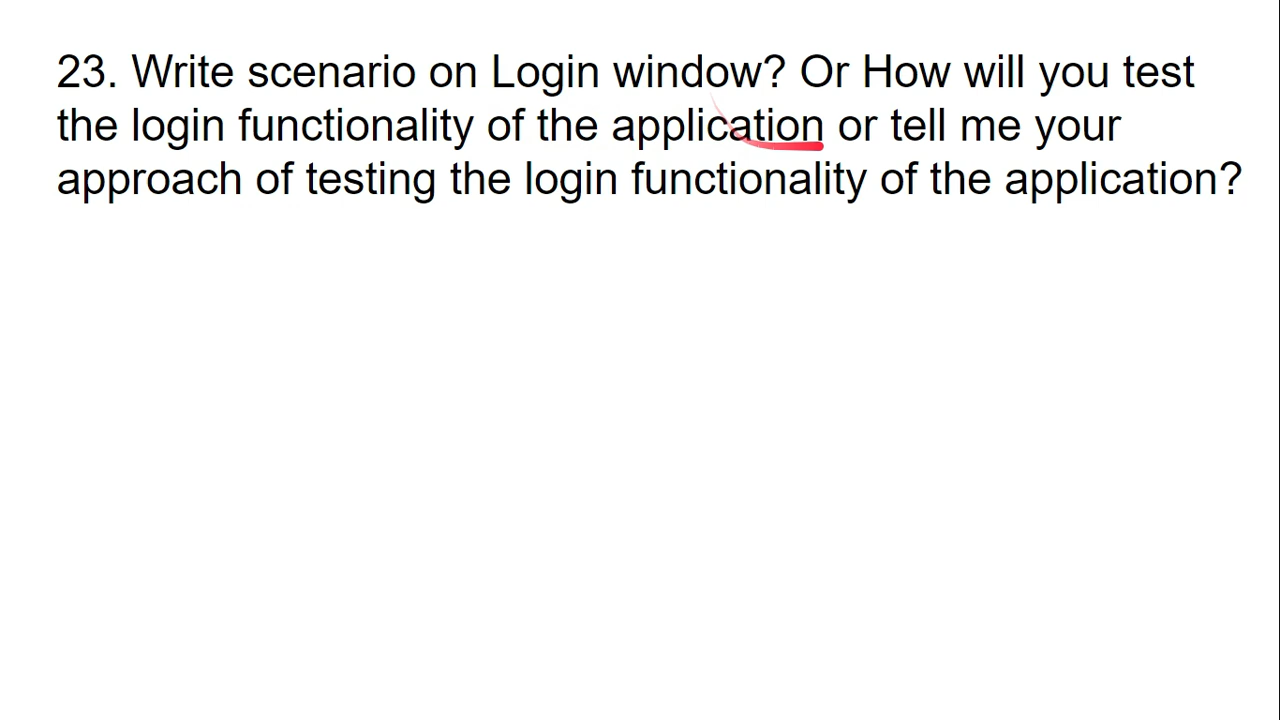 23. Write scenario on Login window? Or How will you test
the login functionality of the application or tell me your
approach of testing the login functionality of the application?